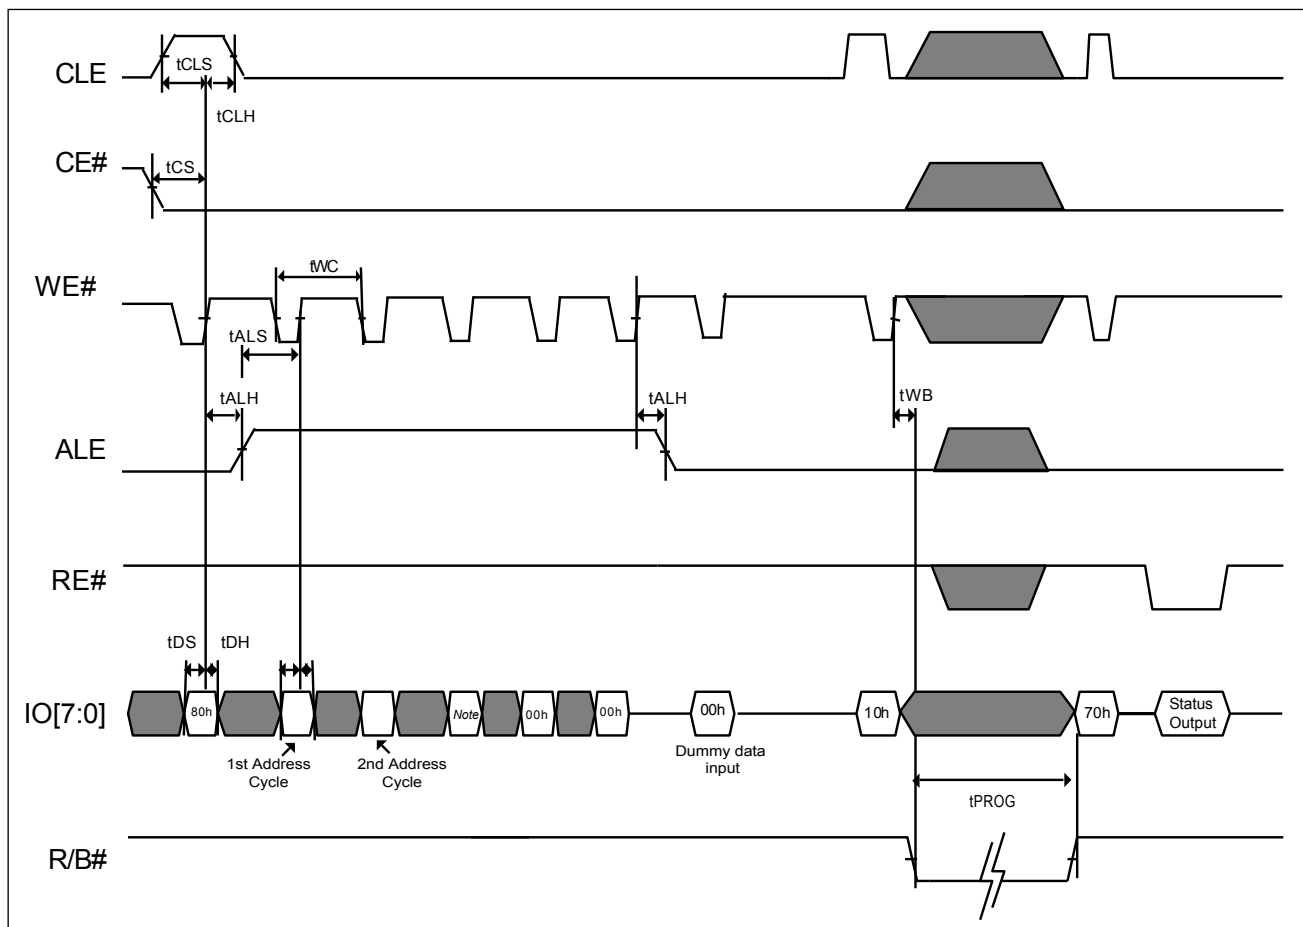 CLE
tCLS
tCLH
CE#
tCS
WE#
tWC
tALS
tALH
tALH
tWB
ALE
RE#
tDS
tDH
IO[7:0]
80h
Note
00h
00h
00h
10h
70h
Status
Output
1st Address
Cycle
2nd Address
Cycle
Dummy data
input
tPROG
R/B#